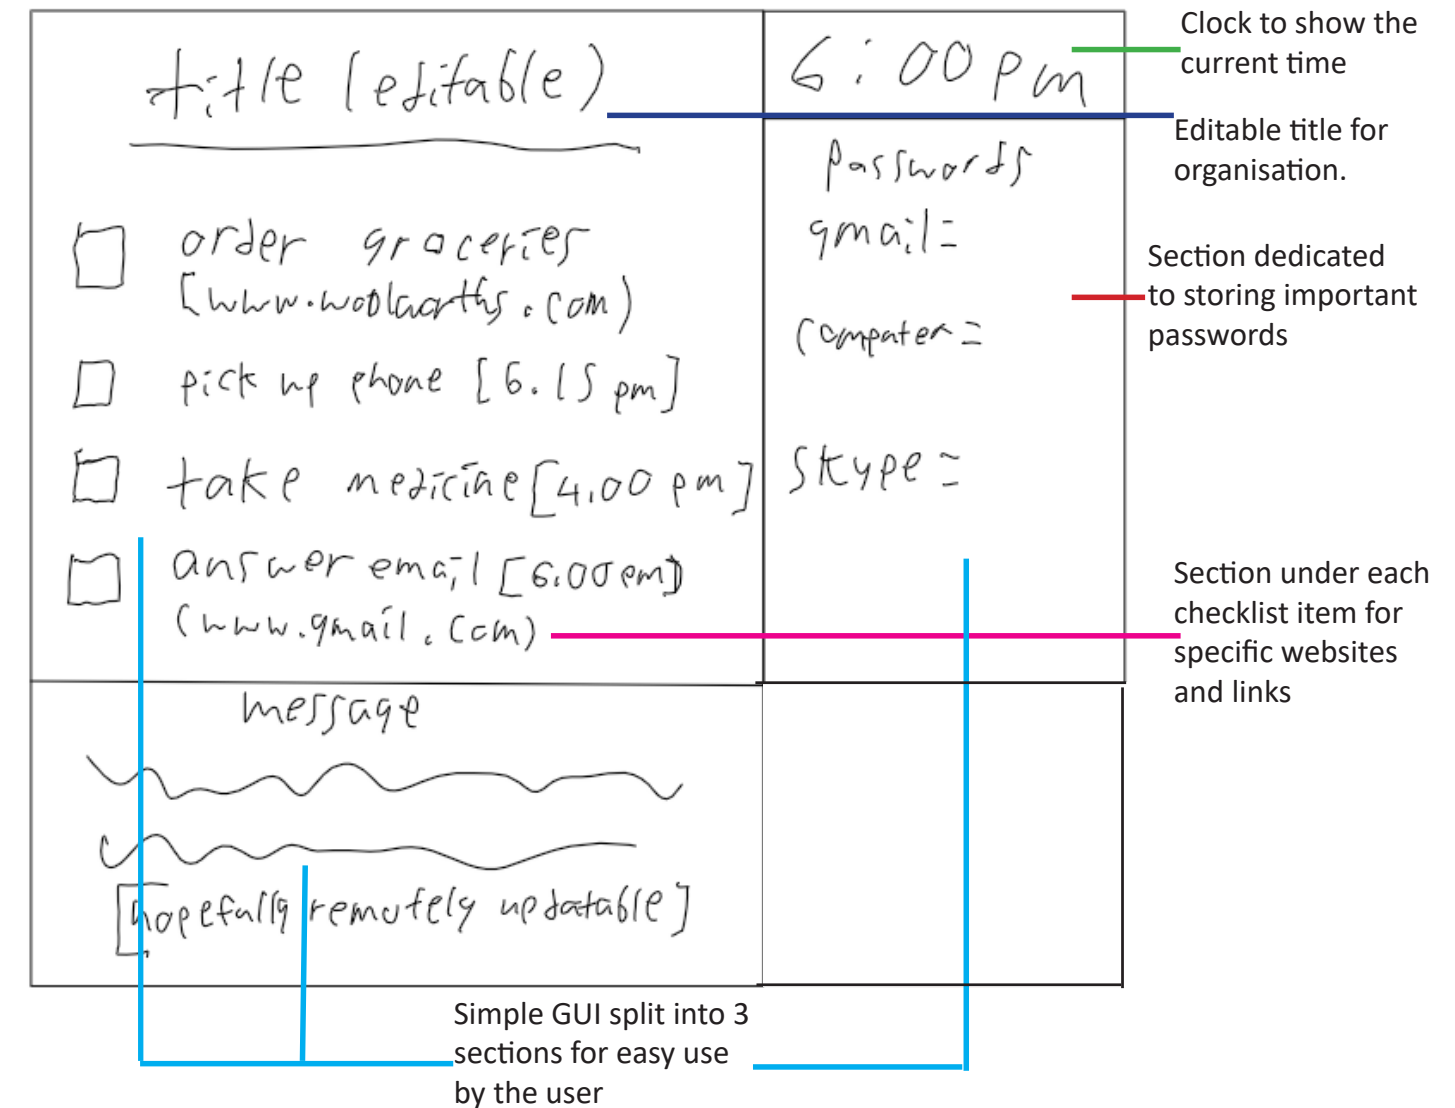 title (editable)
order groceries
(www.woolworths.com)
pick up phone [6.15 pm]
take medicine [4.00 pm]
answer email [6.00 pm]
(www.gmail.com)
message
[hopefully remotely updatable]
6:00 pm
passwords
gmail=
computer=
skype=
Clock to show the
current time
Editable title for
organisation.
Section dedicated
to storing important
passwords
Section under each
checklist item for
specific websites
and links
Simple GUI split into 3
sections for easy use
by the user